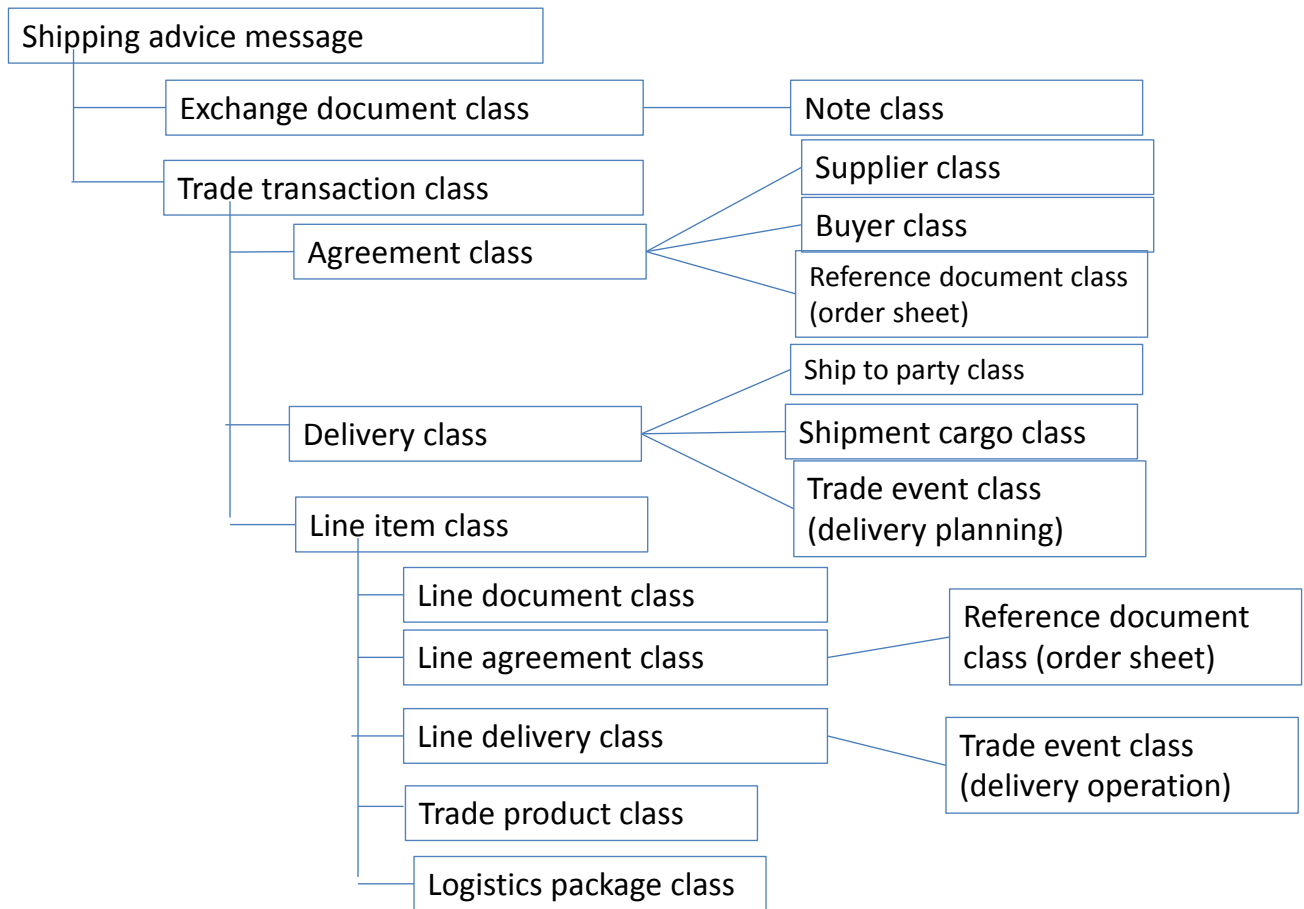 Shipping advice message
Exchange document class
Note class
Trade transaction class
Supplier class
Agreement class
Buyer class
Reference document class
(order sheet)
Delivery class
Ship to party class
Shipment cargo class
Trade event class
(delivery planning)
Line item class
Line document class
Line agreement class
Reference document
class (order sheet)
Line delivery class
Trade event class
(delivery operation)
Trade product class
Logistics package class